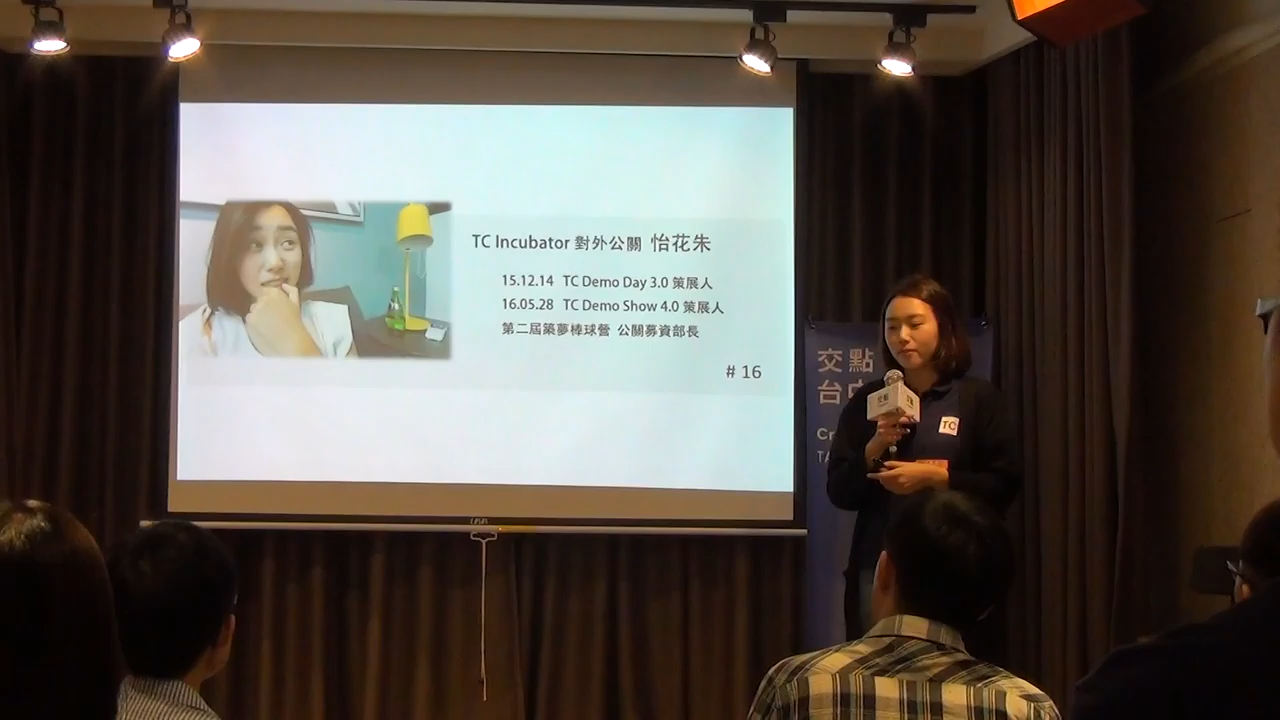 TC Incubator 對外公關 怡花朱
15.12.14 TC Demo Day 3.0 策展人
16.05.28 TC Demo Show 4.0 策展人
第二屆築夢棒球營 公關募資部長
# 16
交點
台中
Cr
TA
TC
交點